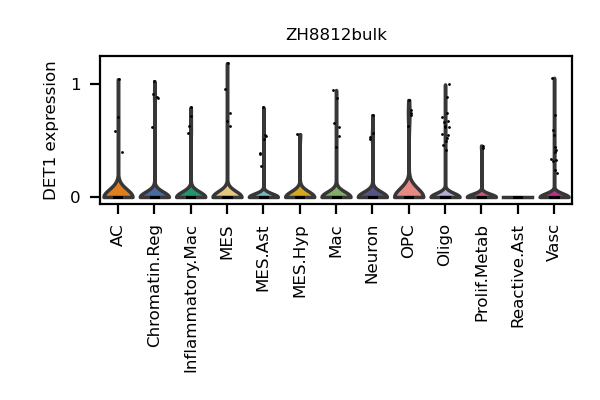 ZH8812bulk
DET1 expression
1
0
AC
Chromatin.Reg
Inflammatory.Mac
MES
MES.Ast
MES.Hyp
Mac
Neuron
OPC
Oligo
Prolif.Metab
Reactive.Ast
Vasc